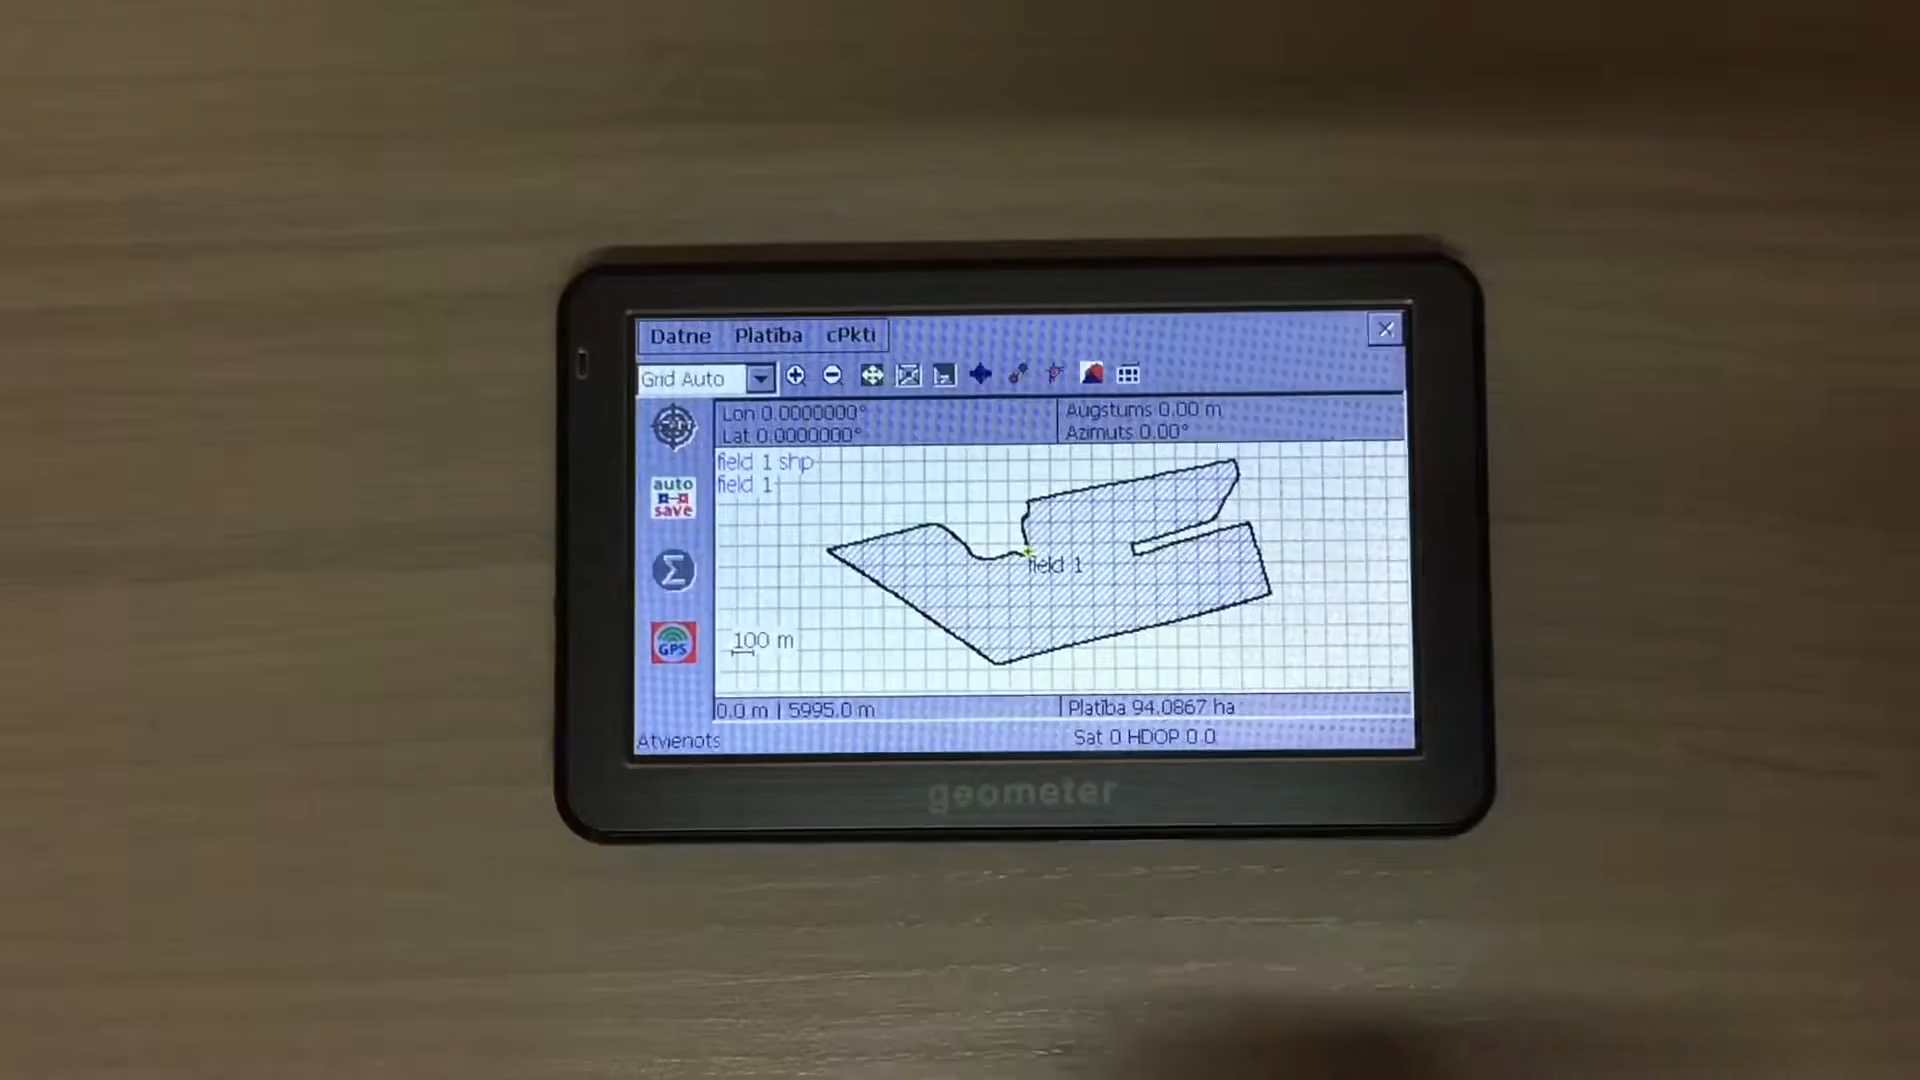 Datne Platība cPkti
Grid Auto
Lon 0.0000000°
Lat 0.0000000°
Augstums 0.00 m
Azimuts 0.00°
auto
save
field 1 shp
field 1
field 1
Σ
100 m
GPS
0.0 m | 5995.0 m
Platība 94.0867 ha
Atvienots
Sat 0 HDOP 0.0
geometer